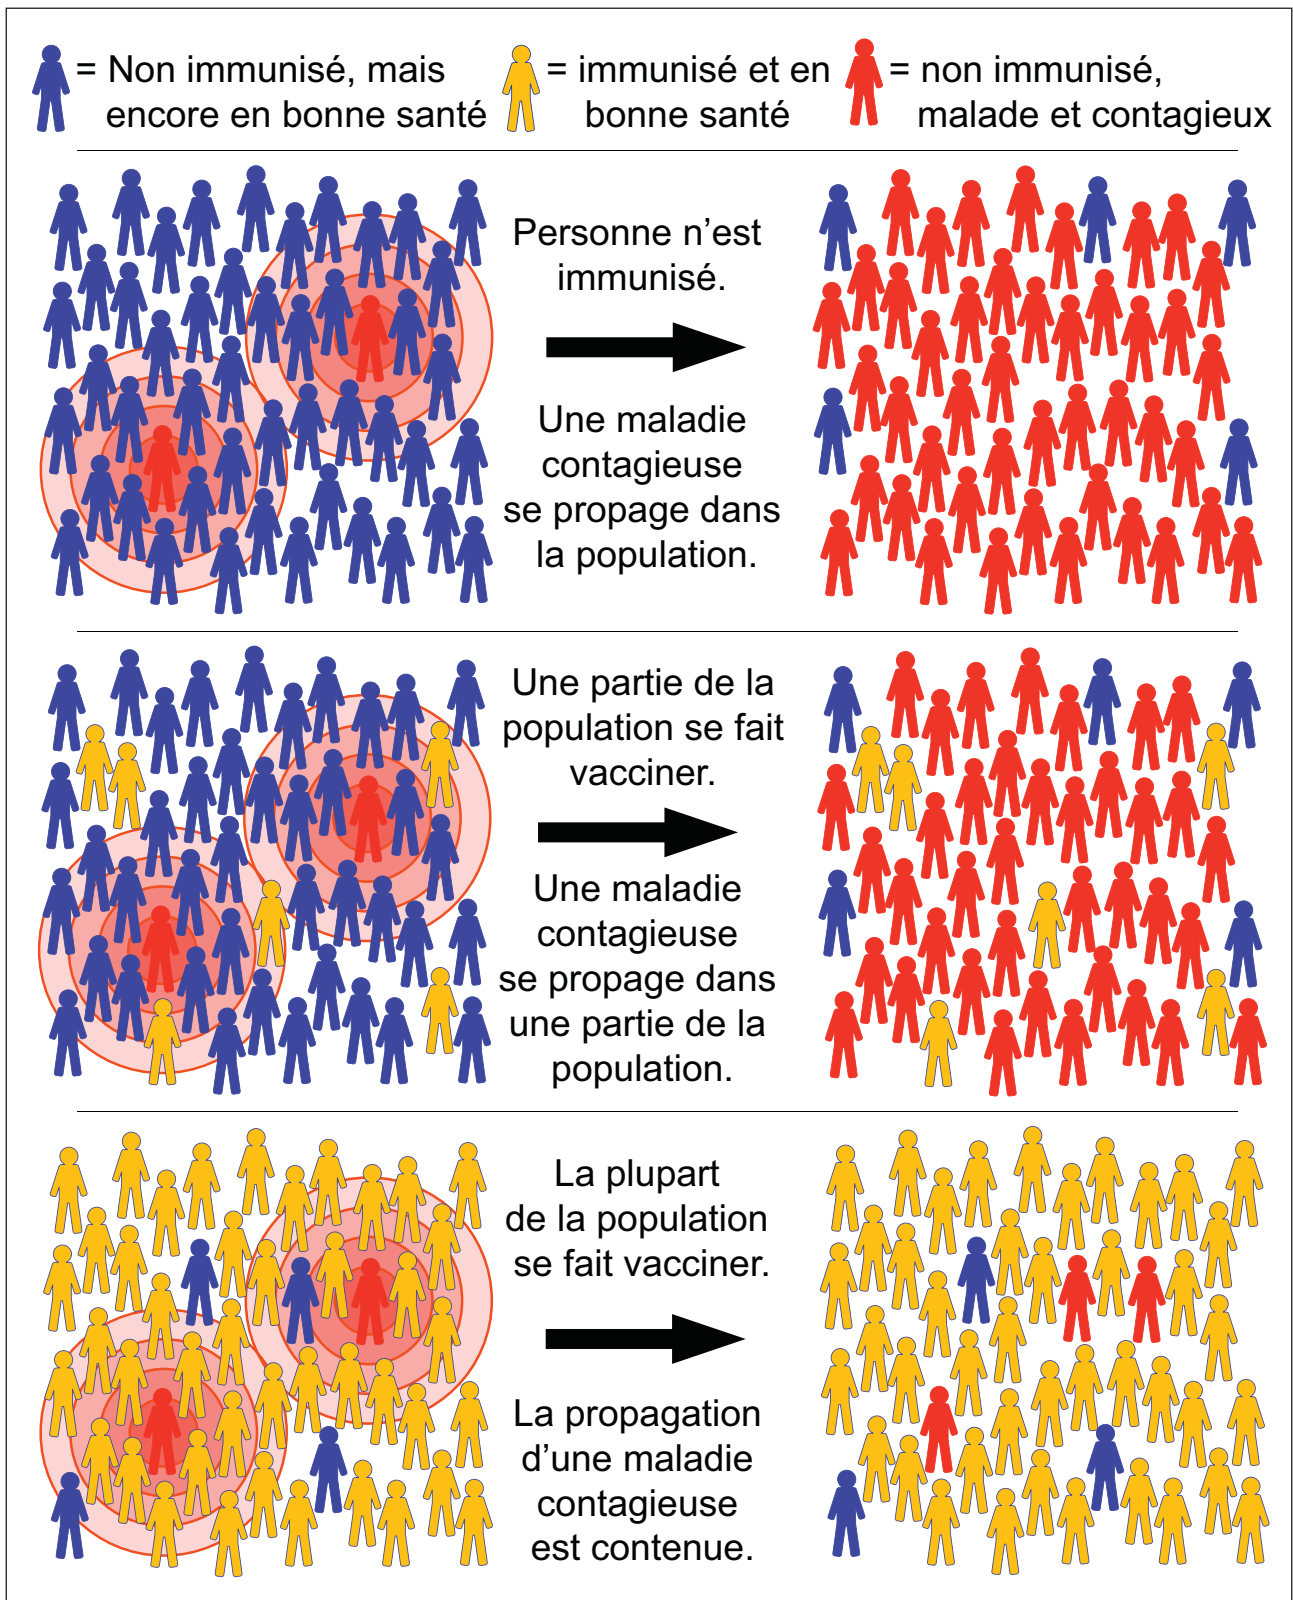 = Non immunisé, mais
encore en bonne santé
= immunisé et en
bonne santé
= non immunisé,
malade et contagieux
Personne n’est
immunisé.
Une maladie
contagieuse
se propage dans
la population.
Une partie de la
population se fait
vacciner.
Une maladie
contagieuse
se propage dans
une partie de la
population.
La plupart
de la population
se fait vacciner.
La propagation
d’une maladie
contagieuse
est contenue.